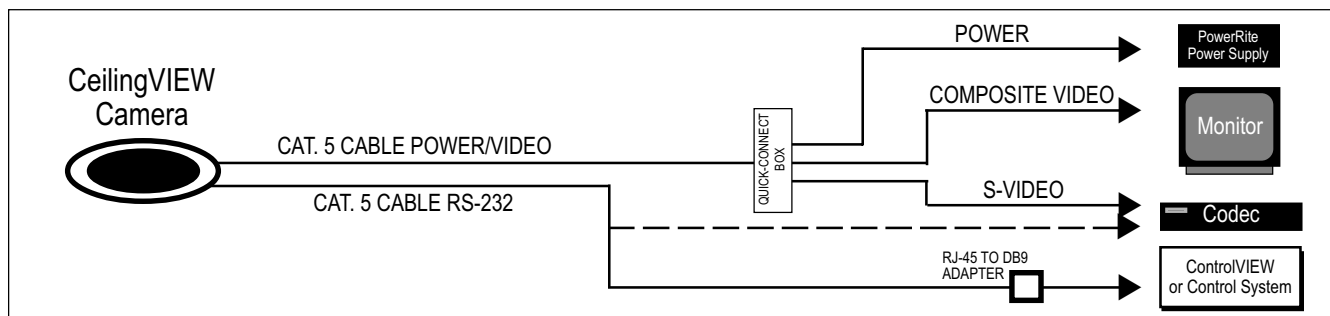 CeilingVIEW
Camera
CAT. 5 CABLE POWER/VIDEO
CAT. 5 CABLE RS-232
QUICK-CONNECT
BOX
POWER
COMPOSITE VIDEO
S-VIDEO
RJ-45 TO DB9
ADAPTER
PowerRite
Power Supply
Monitor
Codec
ControlVIEW
or Control System